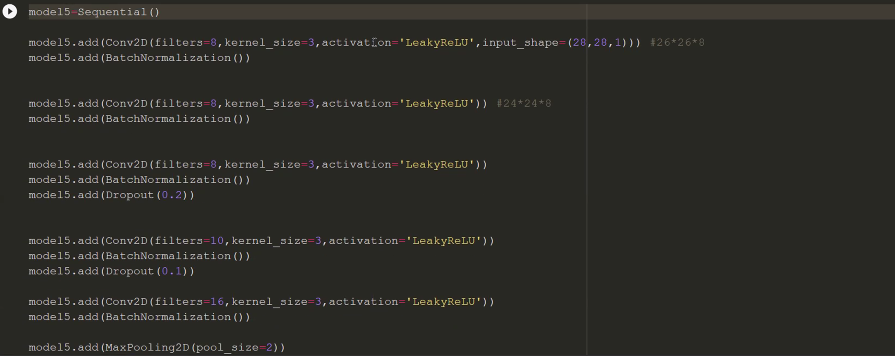 model5=Sequential()
model5.add(Conv2D(filters=8,kernel_size=3,activation='LeakyReLU',input_shape=(28,28,1))) #26*26*8
model5.add(BatchNormalization())
model5.add(Conv2D(filters=8,kernel_size=3,activation='LeakyReLU')) #24*24*8
model5.add(BatchNormalization())
model5.add(Conv2D(filters=8,kernel_size=3,activation='LeakyReLU'))
model5.add(BatchNormalization())
model5.add(Dropout(0.2))
model5.add(Conv2D(filters=10,kernel_size=3,activation='LeakyReLU'))
model5.add(BatchNormalization())
model5.add(Dropout(0.1))
model5.add(Conv2D(filters=16,kernel_size=3,activation='LeakyReLU'))
model5.add(BatchNormalization())
model5.add(MaxPooling2D(pool_size=2))